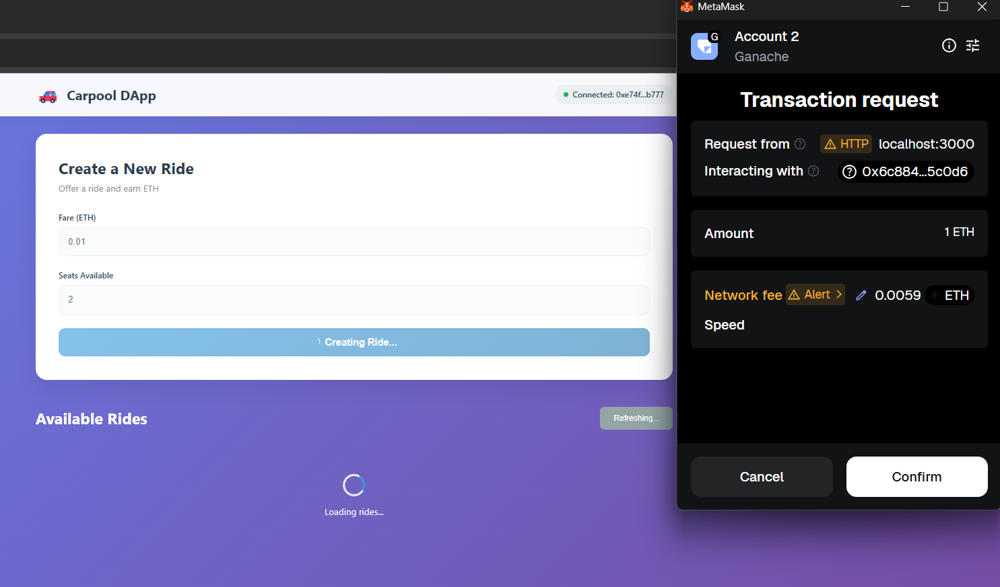 Carpool DApp
Connected: 0xe74f...b777
Create a New Ride
Offer a ride and earn ETH
Fare (ETH)
0.01
Seats Available
2
Creating Ride...
Available Rides
Refreshing...
Loading rides...
MetaMask
G
Account 2
Ganache
Transaction request
Request from HTTP localhost:3000
Interacting with 0x6c884...5c0d6
Amount 1 ETH
Network fee Alert 0.0059 ETH
Speed
Cancel Confirm